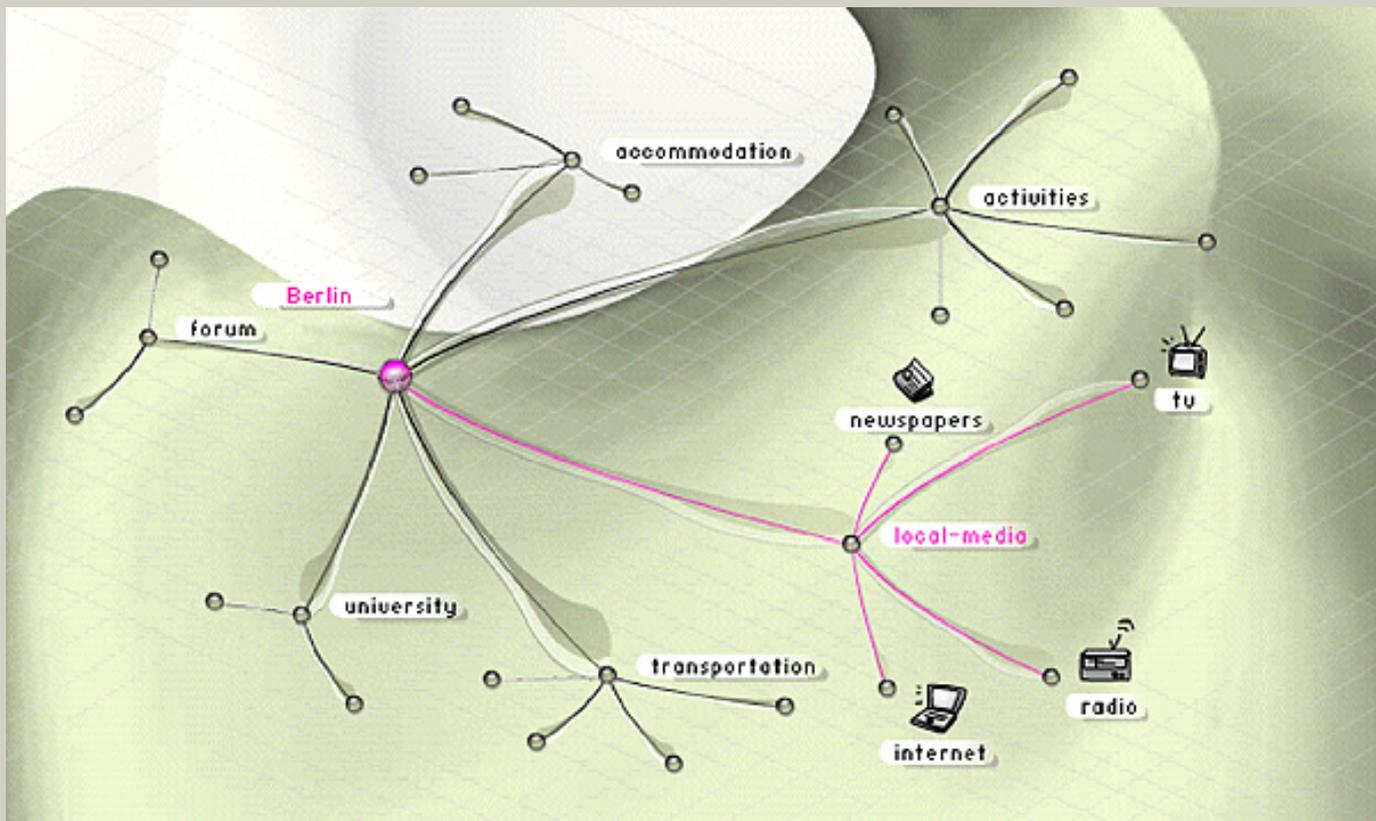 accommodation
activities
Berlin
forum
tv
newspapers
local-media
university
transportation
radio
internet